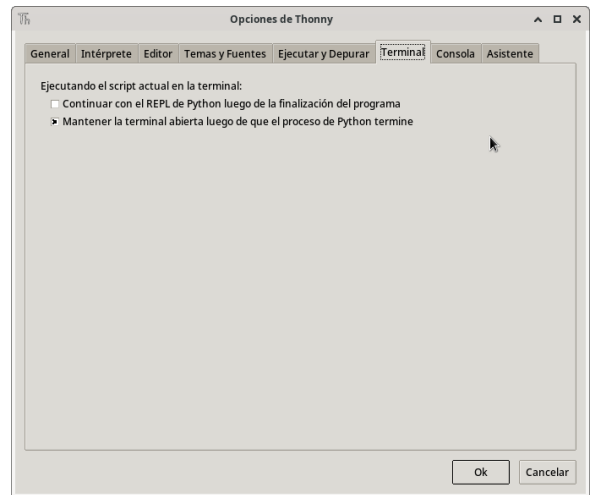 Th
Opciones de Thonny
General Intérprete Editor Temas y Fuentes Ejecutar y Depurar Terminal Consola Asistente
Ejecutando el script actual en la terminal:
Continuar con el REPL de Python luego de la finalización del programa
Mantener la terminal abierta luego de que el proceso de Python termine
Ok Cancelar